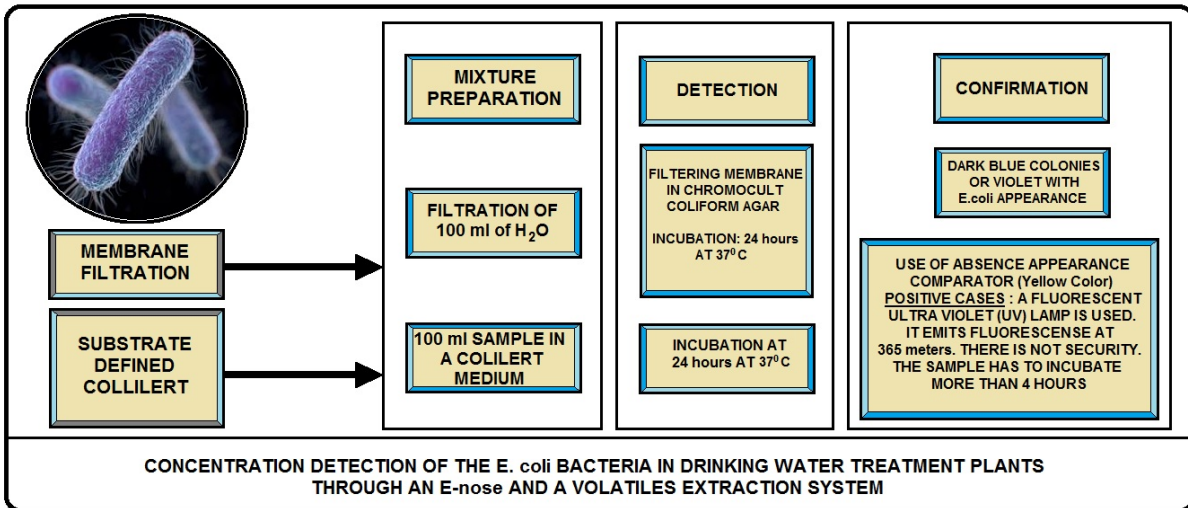 MIXTURE
PREPARATION
DETECTION
CONFIRMATION
MEMBRANE
FILTRATION
FILTRATION OF
100 ml of H2O
FILTERING MEMBRANE
IN CHROMOCULT
COLIFORM AGAR
INCUBATION: 24 hours
AT 37⁰ C
DARK BLUE COLONIES
OR VIOLET WITH
E.coli APPEARANCE
SUBSTRATE
DEFINED
COLLILERT
100 ml SAMPLE IN
A COLILERT
MEDIUM
INCUBATION AT
24 hours AT 37⁰ C
USE OF ABSENCE APPEARANCE
COMPARATOR (Yellow Color)
POSITIVE CASES : A FLUORESCENT
ULTRA VIOLET (UV) LAMP IS USED.
IT EMITS FLUORESCENSE AT
365 meters. THERE IS NOT SECURITY.
THE SAMPLE HAS TO INCUBATE
MORE THAN 4 HOURS
CONCENTRATION DETECTION OF THE E. coli BACTERIA IN DRINKING WATER TREATMENT PLANTS
THROUGH AN E-nose AND A VOLATILES EXTRACTION SYSTEM